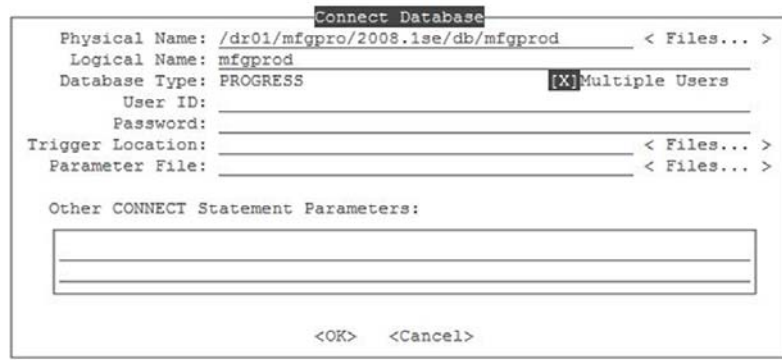 Connect Database
Physical Name: /dr01/mfgpro/2008.1se/db/mfgprod < Files... >
Logical Name: mfgprod
Database Type: PROGRESS [X]Multiple Users
User ID:
Password:
Trigger Location: < Files... >
Parameter File: < Files... >
Other CONNECT Statement Parameters:
<OK> <Cancel>